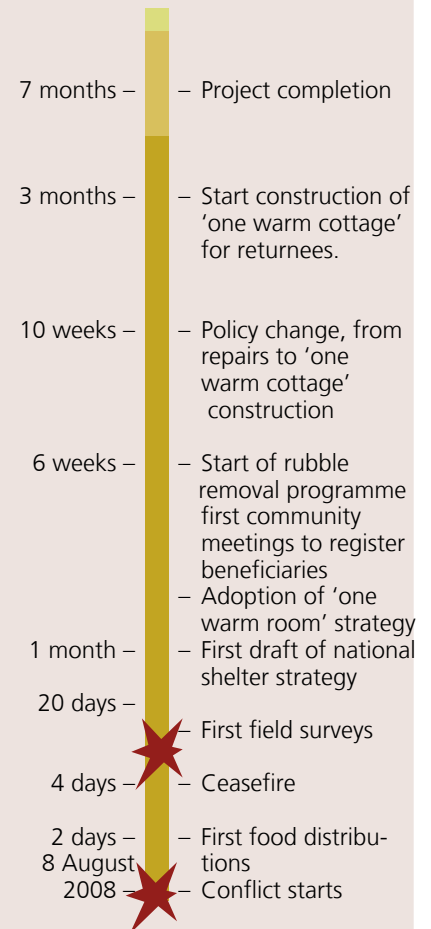 7 months – – Project completion
3 months – – Start construction of
'one warm cottage'
for returnees.
10 weeks – – Policy change, from
repairs to 'one
warm cottage'
construction
6 weeks – – Start of rubble
removal programme
first community
meetings to register
beneficiaries
– Adoption of 'one
warm room' strategy
1 month – – First draft of national
shelter strategy
20 days –
– First field surveys
4 days – – Ceasefire
2 days – – First food distribu-
8 August tions
2008 – – Conflict starts